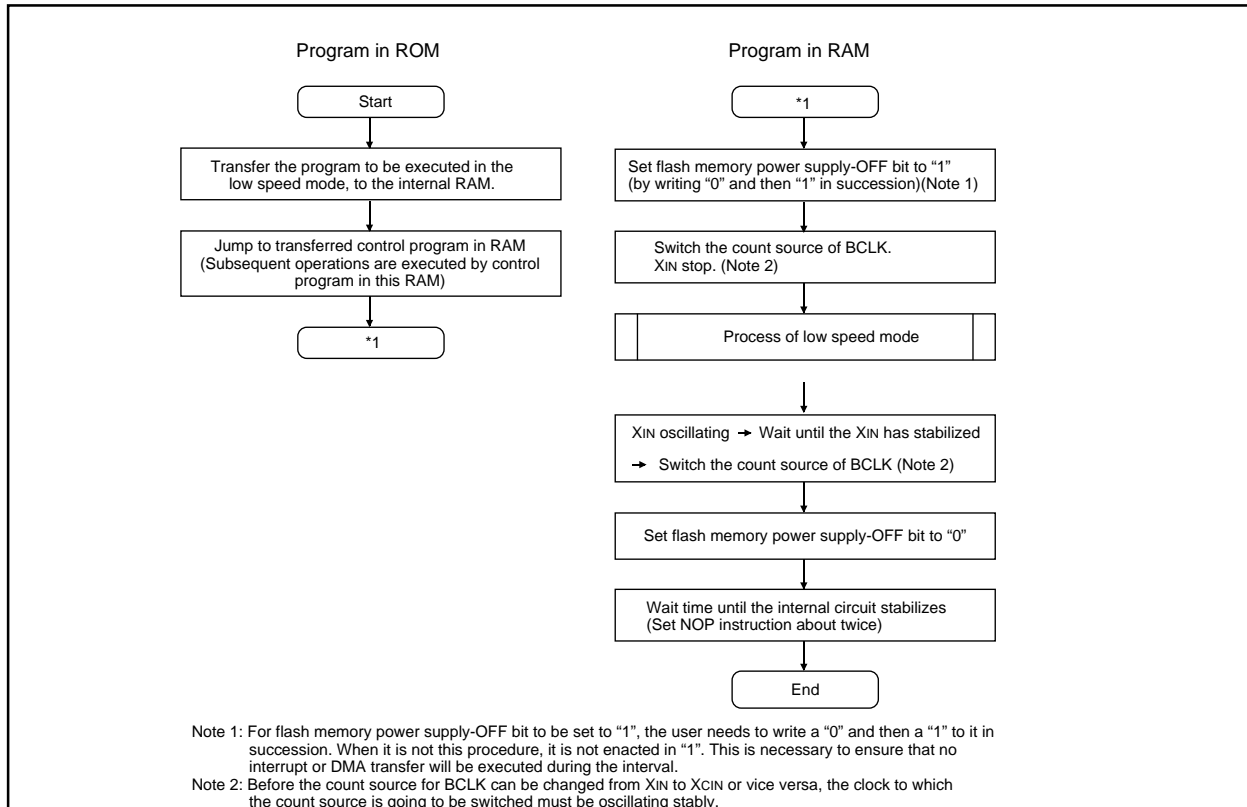 Program in ROM
Start
Transfer the program to be executed in the
low speed mode, to the internal RAM.
Jump to transferred control program in RAM
(Subsequent operations are executed by control
program in this RAM)
*1
Program in RAM
*1
Set flash memory power supply-OFF bit to “1”
(by writing “0” and then “1” in succession)(Note 1)
Switch the count source of BCLK.
XIN stop. (Note 2)
Process of low speed mode
XIN oscillating → Wait until the XIN has stabilized
→ Switch the count source of BCLK (Note 2)
Set flash memory power supply-OFF bit to “0”
Wait time until the internal circuit stabilizes
(Set NOP instruction about twice)
End
Note 1: For flash memory power supply-OFF bit to be set to “1”, the user needs to write a “0” and then a “1” to it in
succession. When it is not this procedure, it is not enacted in “1”. This is necessary to ensure that no
interrupt or DMA transfer will be executed during the interval.
Note 2: Before the count source for BCLK can be changed from XIN to XCIN or vice versa, the clock to which
the count source is going to be switched must be oscillating stably.